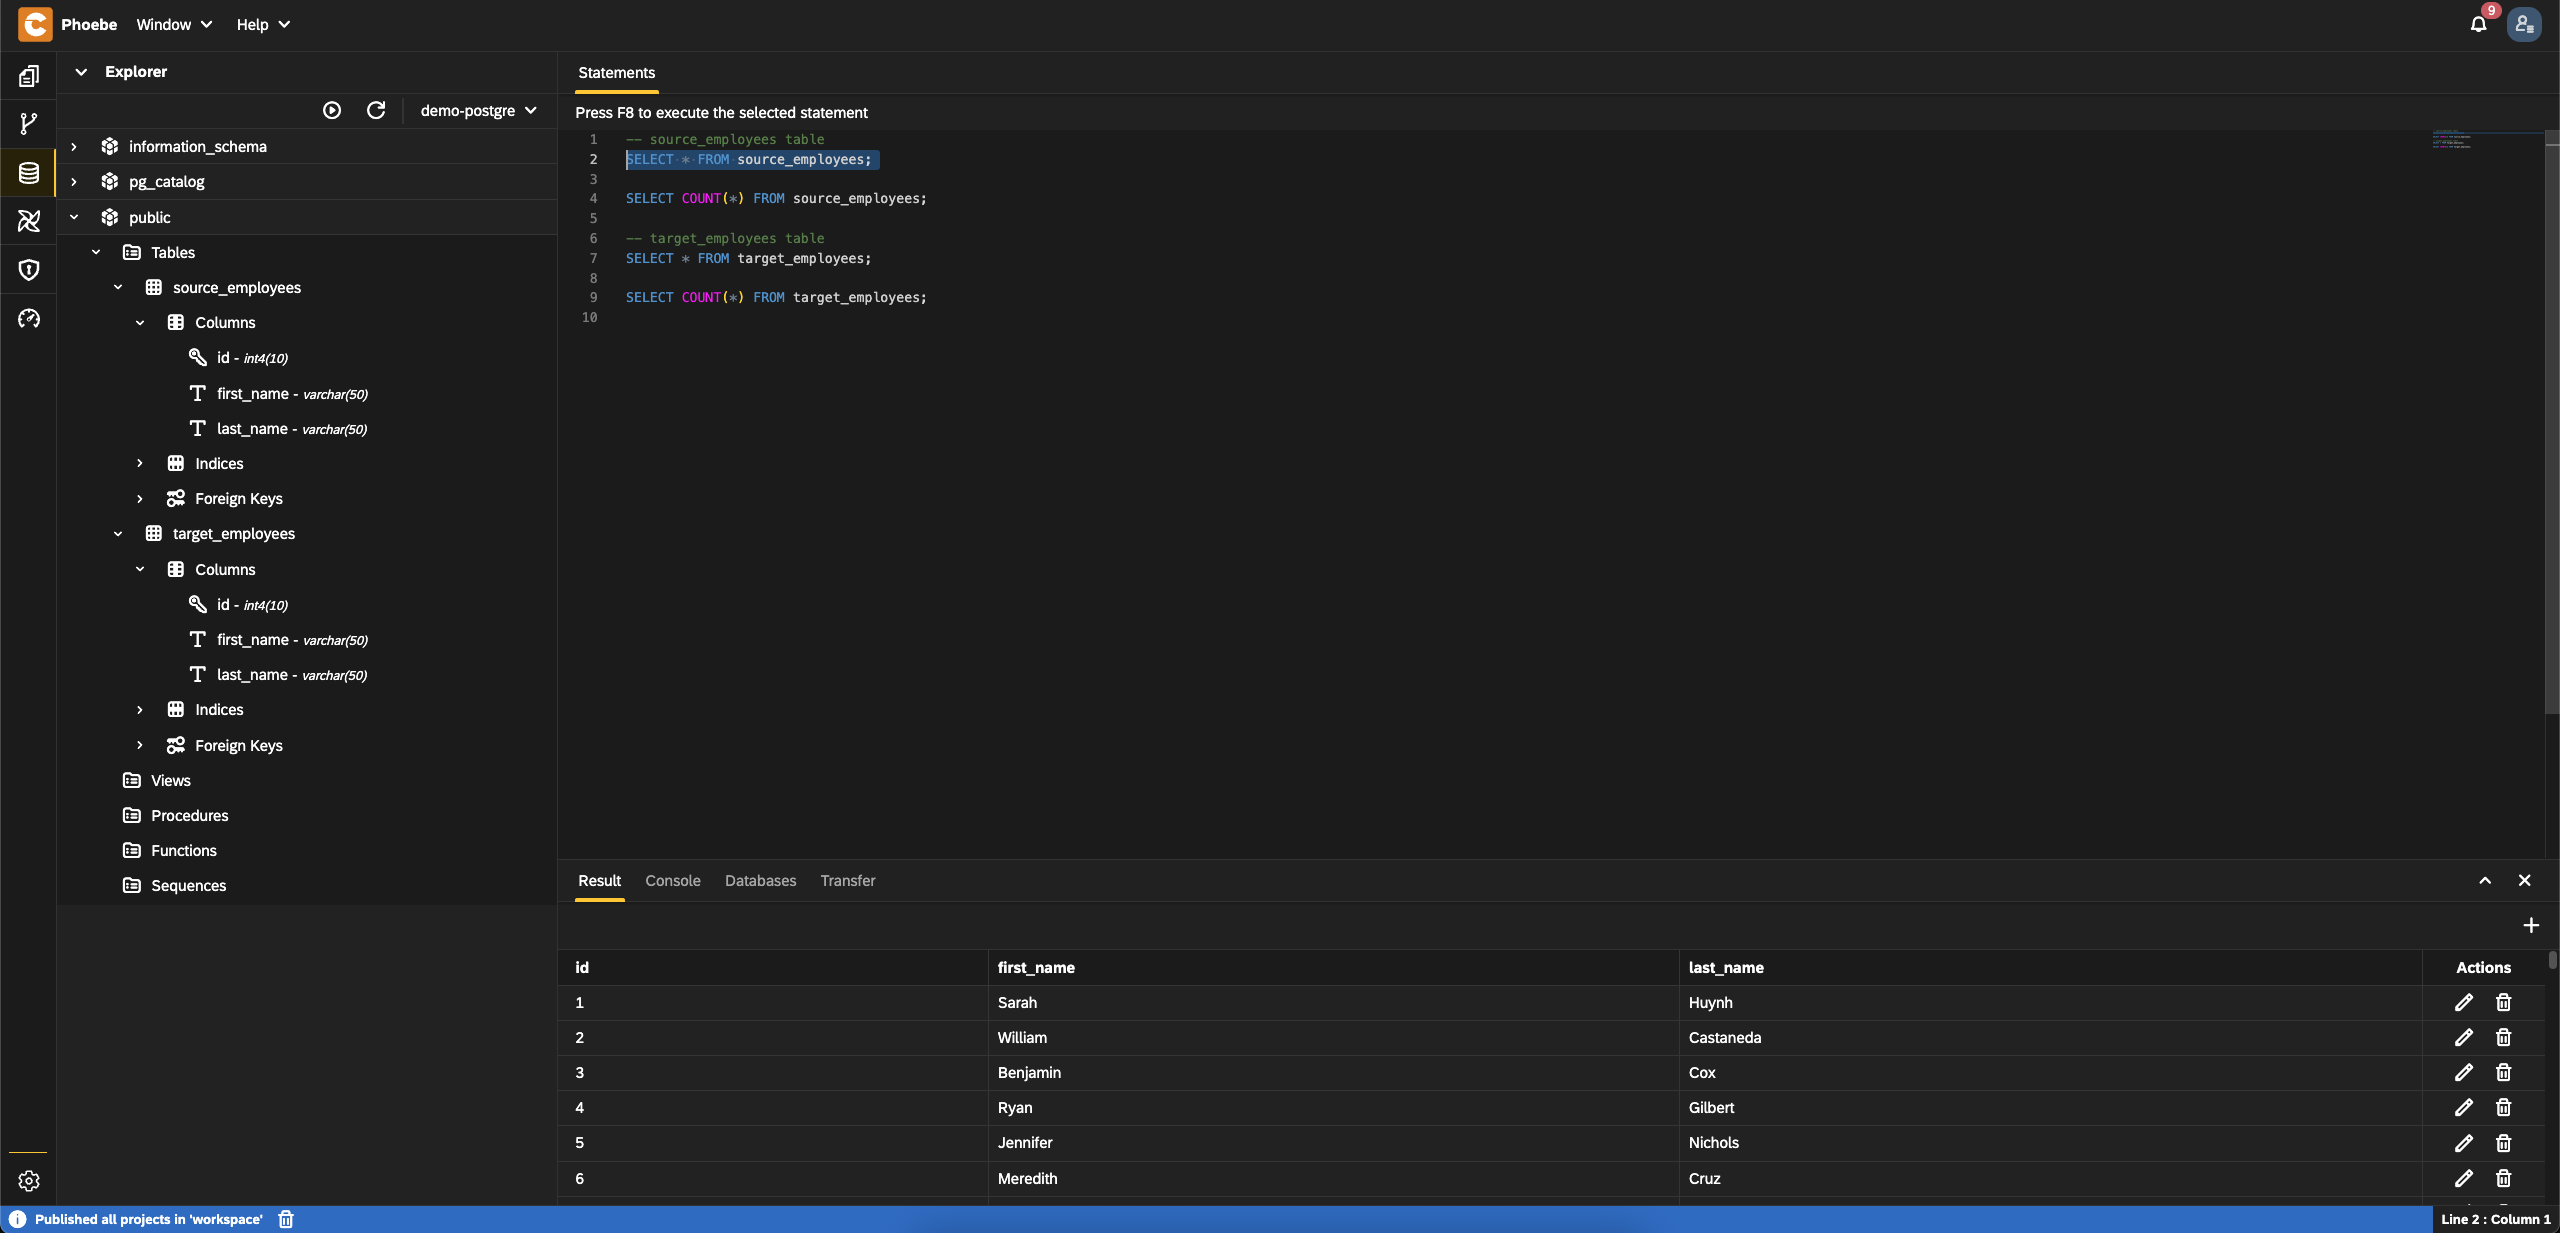 Phoebe Window Help 9
Explorer
demo-postgre
information_schema
pg_catalog
public
Tables
source_employees
Columns
id - int4(10)
first_name - varchar(50)
last_name - varchar(50)
Indices
Foreign Keys
target_employees
Columns
id - int4(10)
first_name - varchar(50)
last_name - varchar(50)
Indices
Foreign Keys
Views
Procedures
Functions
Sequences
Statements
Press F8 to execute the selected statement
1 -- source_employees table
2 SELECT * FROM source_employees;
3
4 SELECT COUNT(*) FROM source_employees;
5
6 -- target_employees table
7 SELECT * FROM target_employees;
8
9 SELECT COUNT(*) FROM target_employees;
10
Result Console Databases Transfer
id first_name last_name Actions
1 Sarah Huynh
2 William Castaneda
3 Benjamin Cox
4 Ryan Gilbert
5 Jennifer Nichols
6 Meredith Cruz
Published all projects in 'workspace' Line 2 : Column 1